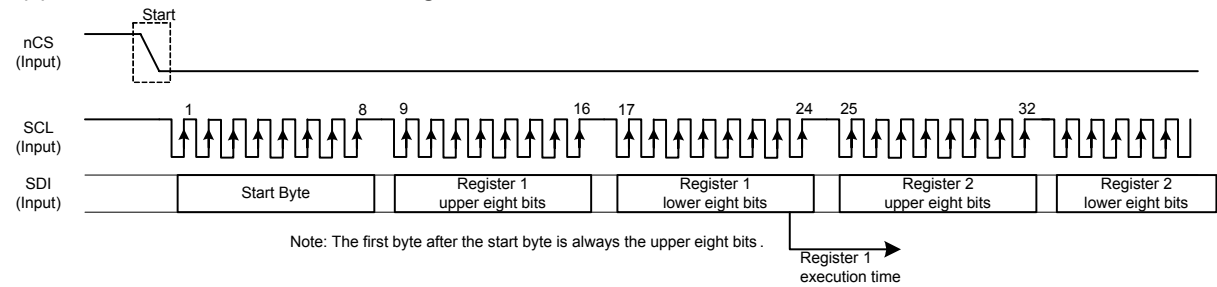 Start
nCS
(Input)
1 8 9 16 17 24 25 32
SCL
(Input)
SDI
(Input)
Start Byte
Register 1
upper eight bits
Register 1
lower eight bits
Register 2
upper eight bits
Register 2
lower eight bits
Note: The first byte after the start byte is always the upper eight bits .
Register 1
execution time